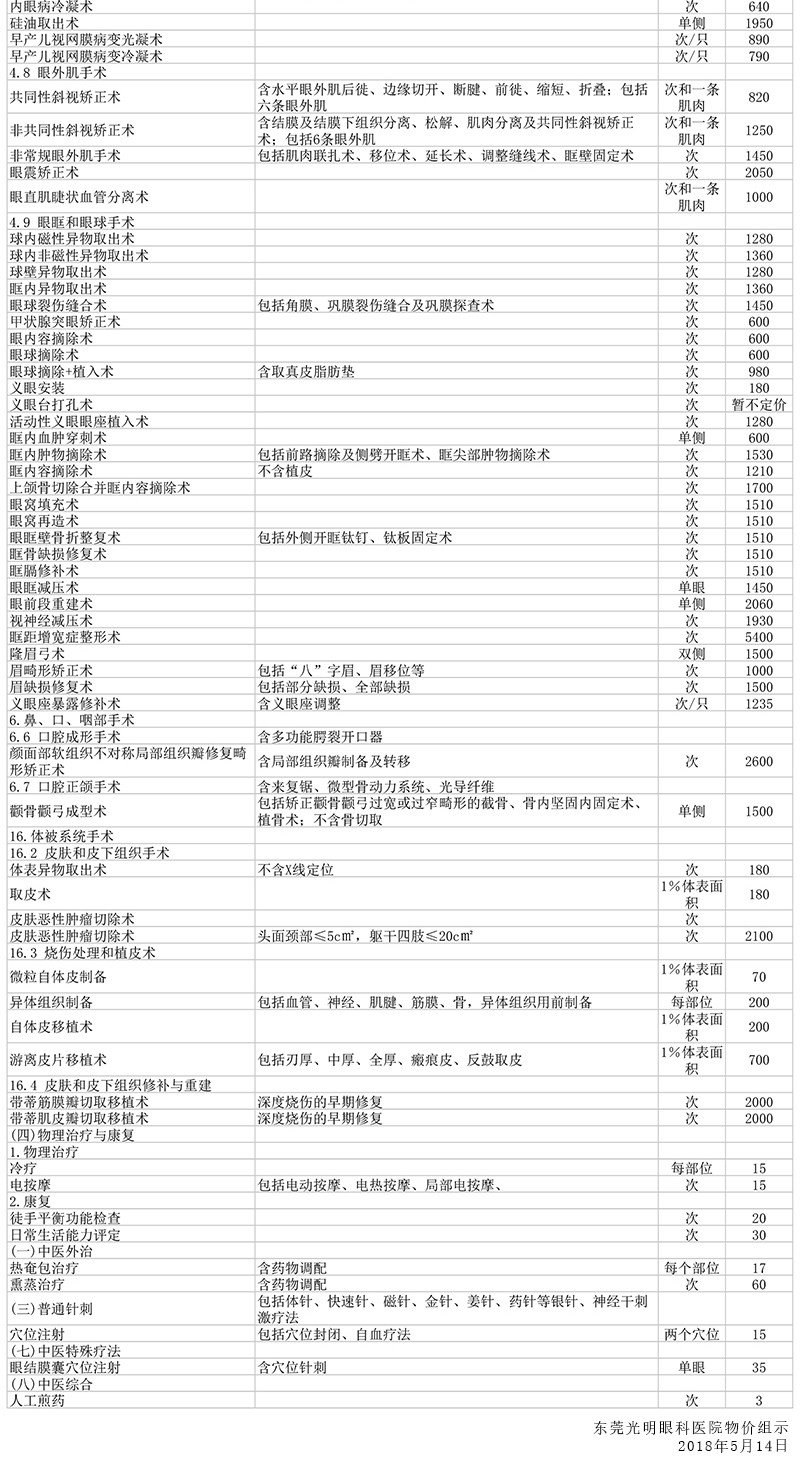 内眼病冷凝术 次 640
硅油取出术 单侧 1950
早产儿视网膜病变光凝术 次/只 890
早产儿视网膜病变冷凝术 次/只 790
4.8 眼外肌手术
共同性斜视矫正术 含水平眼外肌后徙、边缘切开、断腱、前徙、缩短、折叠；包括六条眼外肌 次和一条肌肉 820
非共同性斜视矫正术 含结膜及结膜下组织分离、松解、肌肉分离及共同性斜视矫正术；包括6条眼外肌 次和一条肌肉 1250
非常规眼外肌手术 包括肌肉联扎术、移位术、延长术、调整缝线术、眶壁固定术 次 1450
眼震矫正术 次 2050
眼直肌睫状血管分离术 次和一条肌肉 1000
4.9 眼眶和眼球手术
球内磁性异物取出术 次 1280
球内非磁性异物取出术 次 1360
球壁异物取出术 次 1280
眶内异物取出术 次 1360
眼球裂伤缝合术 包括角膜、巩膜裂伤缝合及巩膜探查术 次 1450
甲状腺突眼矫正术 次 600
眼内容摘除术 次 600
眼球摘除术 次 600
眼球摘除+植入术 含取真皮脂肪垫 次 980
义眼安装 次 180
义眼台打孔术 次 暂不定价
活动性义眼眼座植入术 次 1280
眶内血肿穿刺术 单侧 600
眶内肿物摘除术 包括前路摘除及侧劈开眶术、眶尖部肿物摘除术 次 1530
眶内容摘除术 不含植皮 次 1210
上颌骨切除合并眶内容摘除术 次 1700
眼窝填充术 次 1510
眼窝再造术 次 1510
眼眶壁骨折整复术 包括外侧开眶钛钉、钛板固定术 次 1510
眶骨缺损修复术 次 1510
眶膈修补术 次 1510
眼眶减压术 单眼 1450
眼前段重建术 单侧 2060
视神经减压术 次 1930
眶距增宽症整形术 次 5400
隆眉弓术 双侧 1500
眉畸形矫正术 包括“八”字眉、眉移位等 次 1000
眉缺损修复术 包括部分缺损、全部缺损 次 1500
义眼座暴露修补术 含义眼座调整 次/只 1235
6.鼻、口、咽部手术
6.6 口腔成形手术 含多功能腭裂开口器
颜面部软组织不对称局部组织瓣修复畸形矫正术 含局部组织瓣制备及转移 次 2600
6.7 口腔正颌手术 含来复锯、微型骨动力系统、光导纤维
颧骨颧弓成型术 包括矫正颧骨颧弓过宽或过窄畸形的截骨、骨内坚固内固定术、植骨术；不含骨切取 单侧 1500
16.体被系统手术
16.2 皮肤和皮下组织手术
体表异物取出术 不含X线定位 次 180
取皮术 1%体表面积 180
皮肤恶性肿瘤切除术 次
皮肤恶性肿瘤切除术 头面颈部≤5c㎡，躯干四肢≤20c㎡ 次 2100
16.3 烧伤处理和植皮术
微粒自体皮制备 1%体表面积 70
异体组织制备 包括血管、神经、肌腱、筋膜、骨，异体组织用前制备 每部位 200
自体皮移植术 1%体表面积 200
游离皮片移植术 包括刃厚、中厚、全厚、瘢痕皮、反鼓取皮 1%体表面积 700
16.4 皮肤和皮下组织修补与重建
带蒂筋膜瓣切取移植术 深度烧伤的早期修复 次 2000
带蒂肌皮瓣切取移植术 深度烧伤的早期修复 次 2000
(四)物理治疗与康复
1.物理治疗
冷疗 每部位 15
电按摩 包括电动按摩、电热按摩、局部电按摩、 次 15
2.康复
徒手平衡功能检查 次 20
日常生活能力评定 次 30
(一)中医外治
热奄包治疗 含药物调配 每个部位 17
熏蒸治疗 含药物调配 次 60
(三)普通针刺 包括体针、快速针、磁针、金针、姜针、药针等银针、神经干刺激疗法
穴位注射 包括穴位封闭、自血疗法 两个穴位 15
(七)中医特殊疗法
眼结膜囊穴位注射 含穴位针刺 单眼 35
(八)中医综合
人工煎药 次 3
东莞光明眼科医院物价组示
2018年5月14日